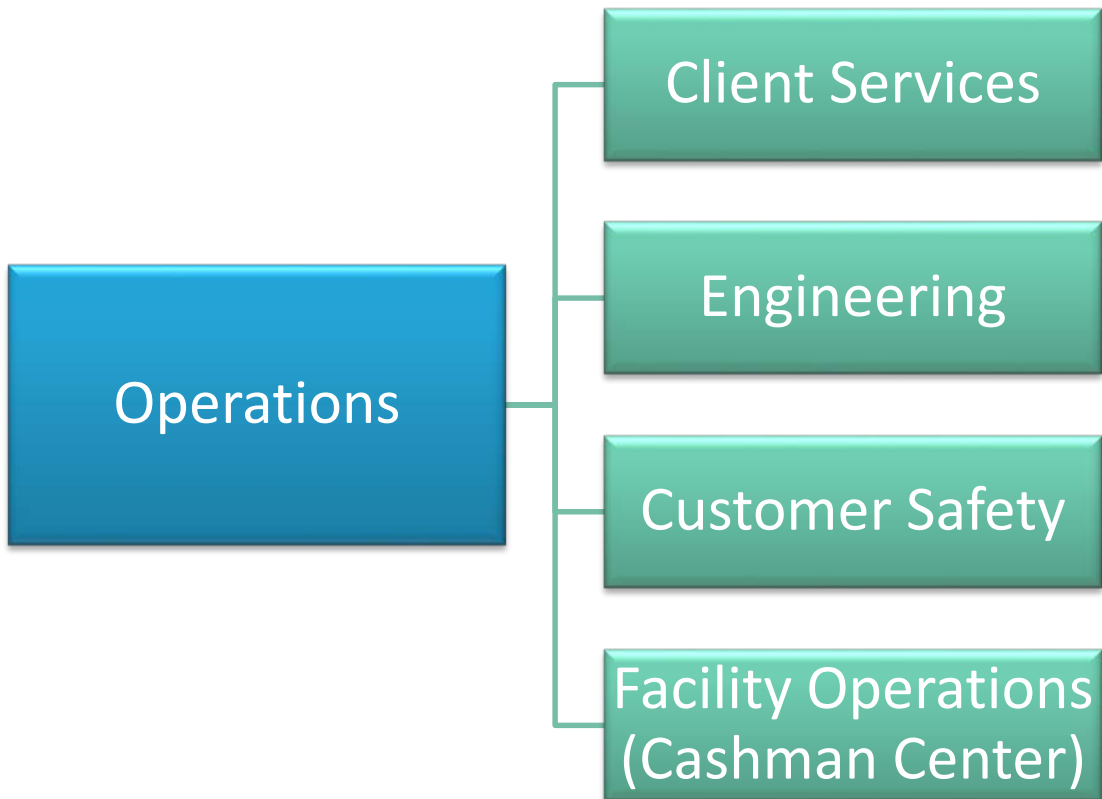 Client Services
Engineering
Operations
Customer Safety
Facility Operations
(Cashman Center)